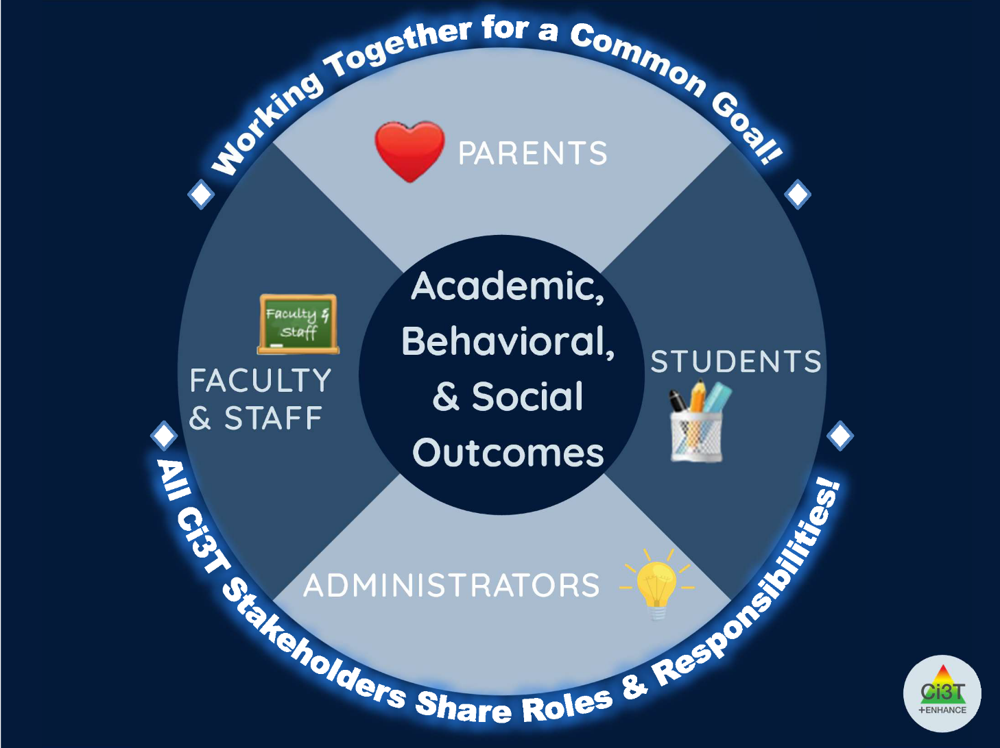 Working Together for a Common Goal!
PARENTS
Faculty &
Staff
FACULTY
& STAFF
Academic,
Behavioral,
& Social
Outcomes
STUDENTS
ADMINISTRATORS
All Ci3T Stakeholders Share Roles & Responsibilities!
Ci3T
+ENHANCE